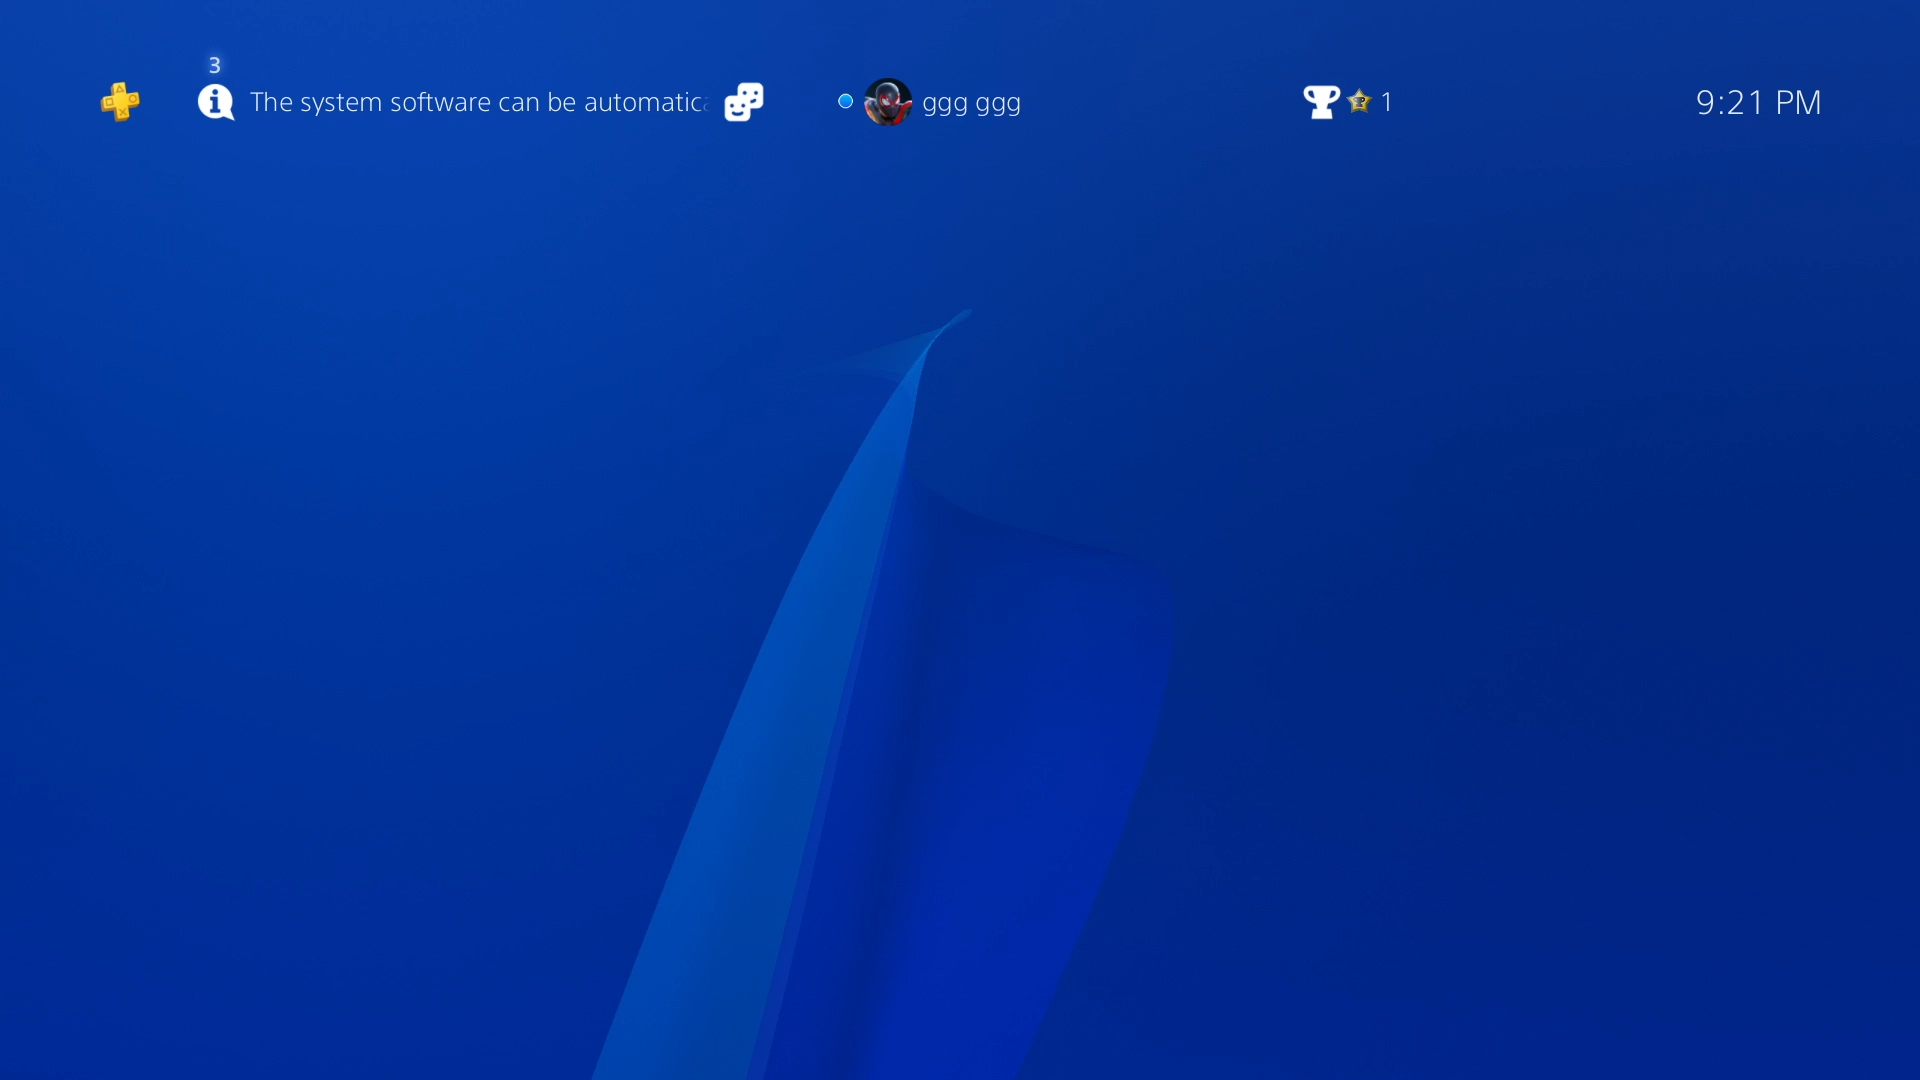 3
The system software can be automatic
ggg ggg
1
9:21 PM